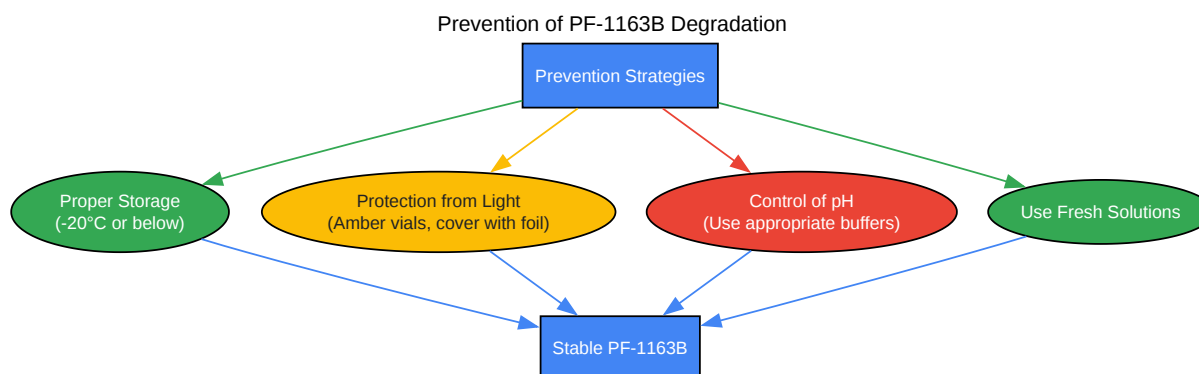 Prevention of PF-1163B Degradation
Prevention Strategies
Proper Storage
(-20°C or below)
Protection from Light
(Amber vials, cover with foil)
Control of pH
(Use appropriate buffers)
Use Fresh Solutions
Stable PF-1163B